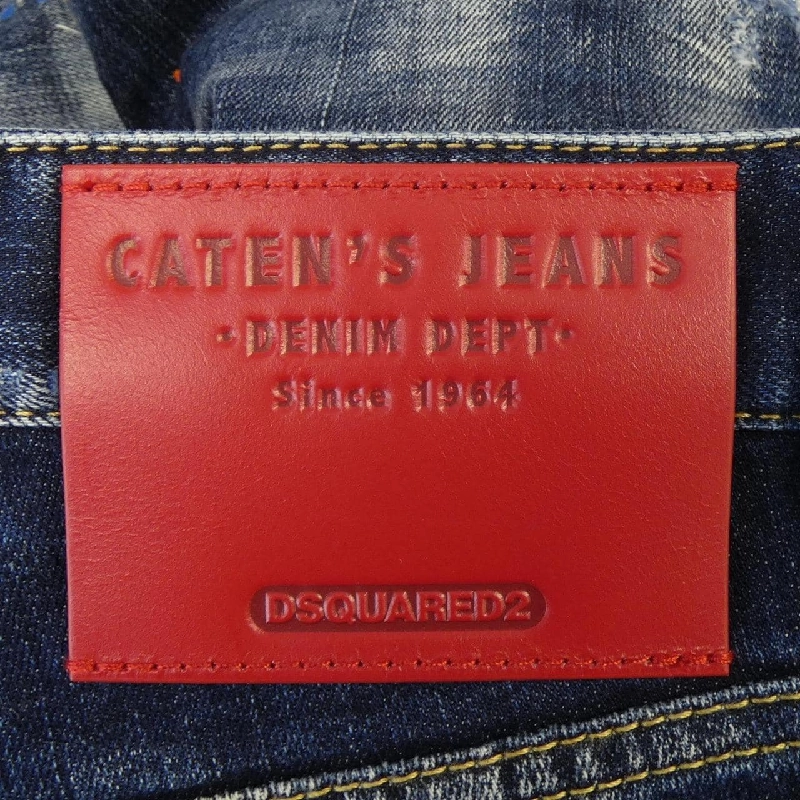 CATEN'S JEANS
·DENIM DEPT·
Since 1964
DSQUARED2